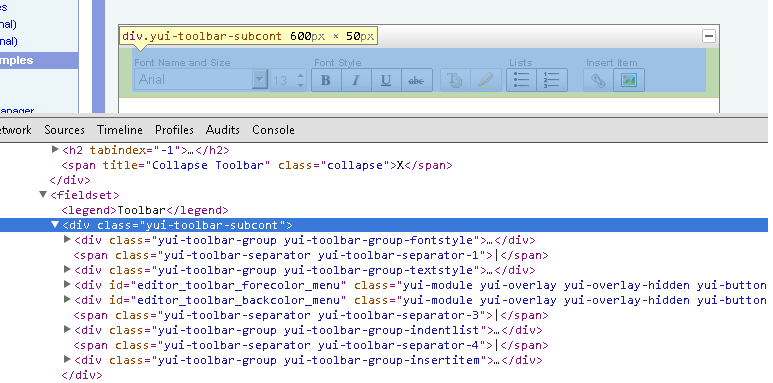 es
al)
nal)
mples
anager
div.yui-toolbar-subcont 600px × 50px
Font Name and Size
Font Style
Lists
Insert Item
Arial
13
B
I
U
abc
etwork Sources Timeline Profiles Audits Console
▶<h2 tabindex="-1">…</h2>
<span title="Collapse Toolbar" class="collapse">X</span>
</div>
▼<fieldset>
<legend>Toolbar</legend>
▼<div class="yui-toolbar-subcont">
▶<div class="yui-toolbar-group yui-toolbar-group-fontstyle">…</div>
<span class="yui-toolbar-separator yui-toolbar-separator-1">|</span>
▶<div class="yui-toolbar-group yui-toolbar-group-textstyle">…</div>
▶<div id="editor_toolbar_forecolor_menu" class="yui-module yui-overlay yui-overlay-hidden yui-button
▶<div id="editor_toolbar_backcolor_menu" class="yui-module yui-overlay yui-overlay-hidden yui-button
<span class="yui-toolbar-separator yui-toolbar-separator-3">|</span>
▶<div class="yui-toolbar-group yui-toolbar-group-indentlist">…</div>
<span class="yui-toolbar-separator yui-toolbar-separator-4">|</span>
▶<div class="yui-toolbar-group yui-toolbar-group-insertitem">…</div>
</div>